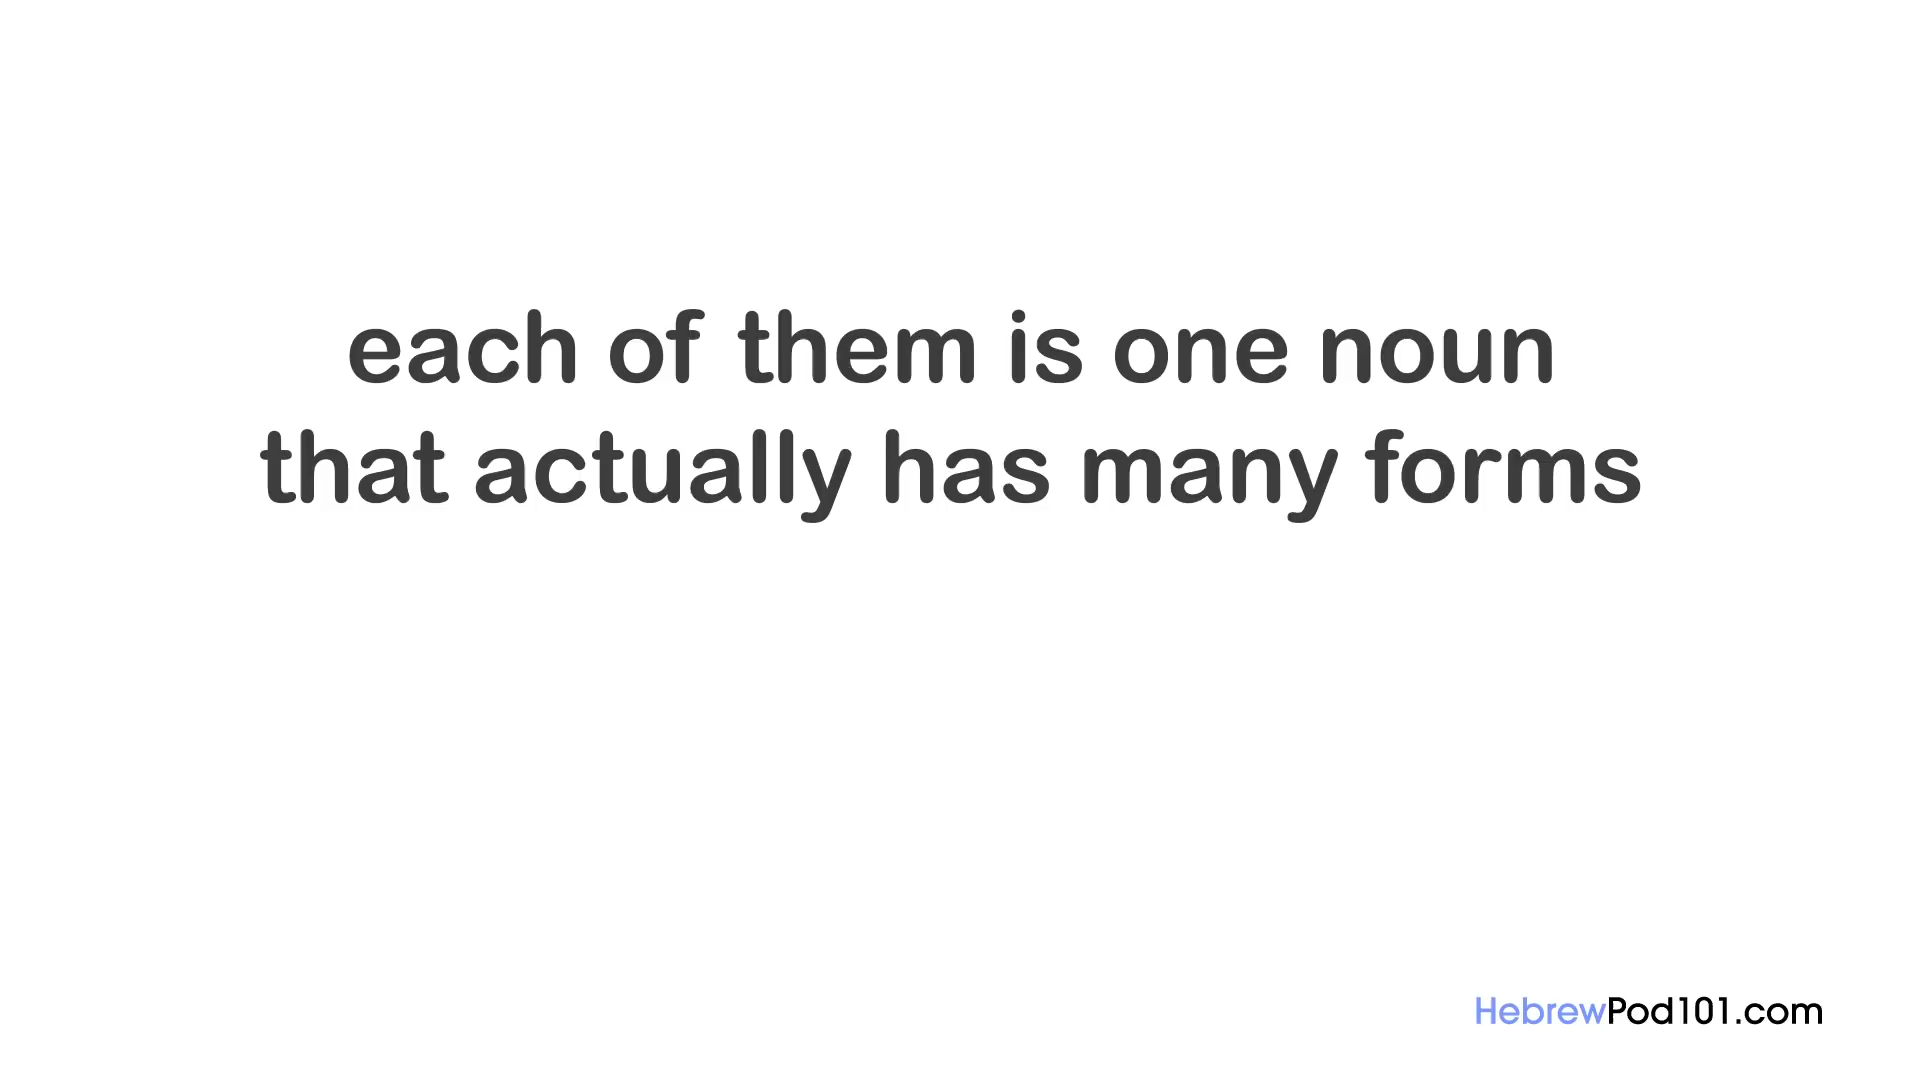 each of them is one noun
that actually has many forms
HebrewPod101.com